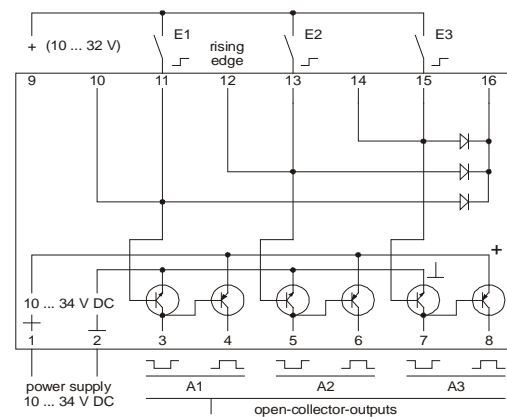 + (10 ... 32 V)
E1
rising
edge
E2
E3
9 10 11 12 13 14 15 16
+
10 ... 34 V DC
+
1 2 3 4 5 6 7 8
power supply
10 ... 34 V DC
A1 A2 A3
open-collector-outputs